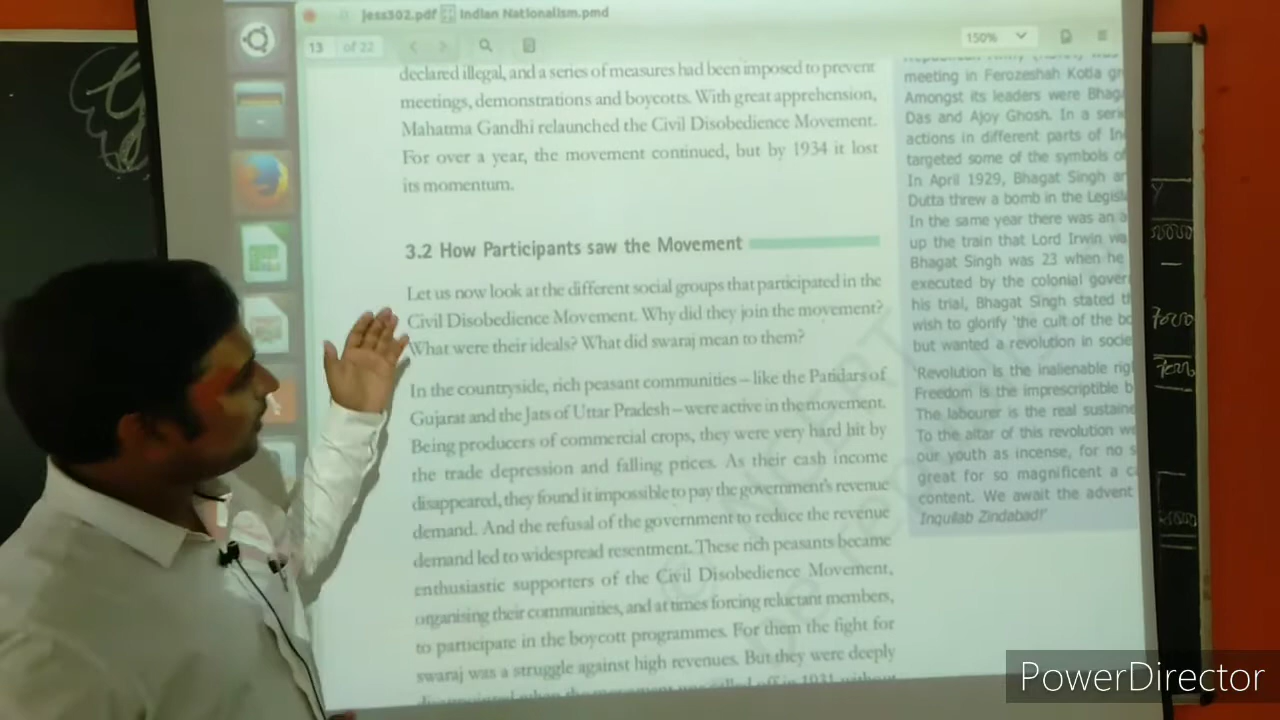 jess302.pdf Indian Nationalism.pmd
13 of 22
150%
declared illegal, and a series of measures had been imposed to prevent
meetings, demonstrations and boycotts. With great apprehension,
Mahatma Gandhi relaunched the Civil Disobedience Movement.
For over a year, the movement continued, but by 1934 it lost
its momentum.
3.2 How Participants saw the Movement
Let us now look at the different social groups that participated in the
Civil Disobedience Movement. Why did they join the movement?
What were their ideals? What did swaraj mean to them?
In the countryside, rich peasant communities – like the Patidars of
Gujarat and the Jats of Uttar Pradesh – were active in the movement.
Being producers of commercial crops, they were very hard hit by
the trade depression and falling prices. As their cash income
disappeared, they found it impossible to pay the government's revenue
demand. And the refusal of the government to reduce the revenue
demand led to widespread resentment. These rich peasants became
enthusiastic supporters of the Civil Disobedience Movement,
organising their communities, and at times forcing reluctant members,
to participate in the boycott programmes. For them the fight for
swaraj was a struggle against high revenues. But they were deeply
meeting in Ferozeshah Kotla gr
Amongst its leaders were Bhag
Das and Ajoy Ghosh. In a seri
actions in different parts of In
targeted some of the symbols of
In April 1929, Bhagat Singh an
Dutta threw a bomb in the Legisl
In the same year there was an a
up the train that Lord Irwin wa
Bhagat Singh was 23 when he
executed by the colonial gover
his trial, Bhagat Singh stated th
wish to glorify 'the cult of the bo
but wanted a revolution in socie
'Revolution is the inalienable rig
Freedom is the imprescriptible b
The labourer is the real sustaine
To the altar of this revolution we
our youth as incense, for no s
great for so magnificent a ca
content. We await the advent
Inquilab Zindabad!'
PowerDirector